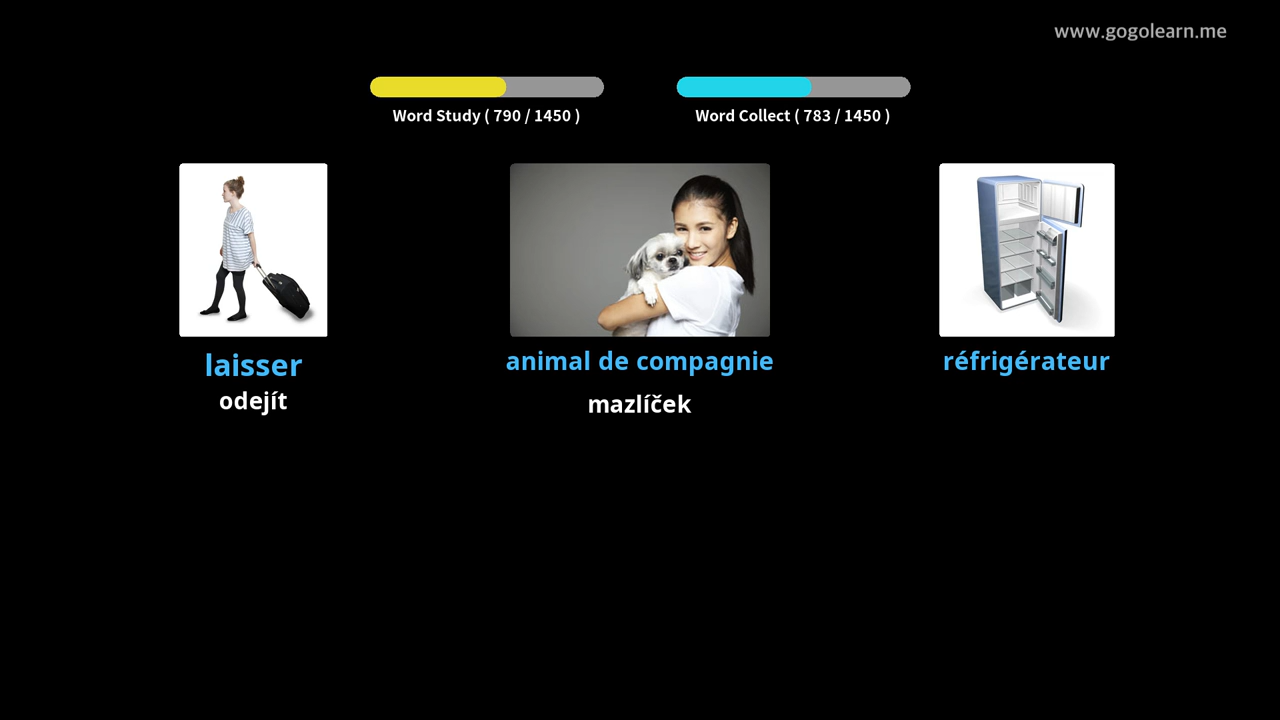 www.gogolearn.me
Word Study ( 790 / 1450 )
Word Collect ( 783 / 1450 )
laisser
odejít
animal de compagnie
mazlíček
réfrigérateur